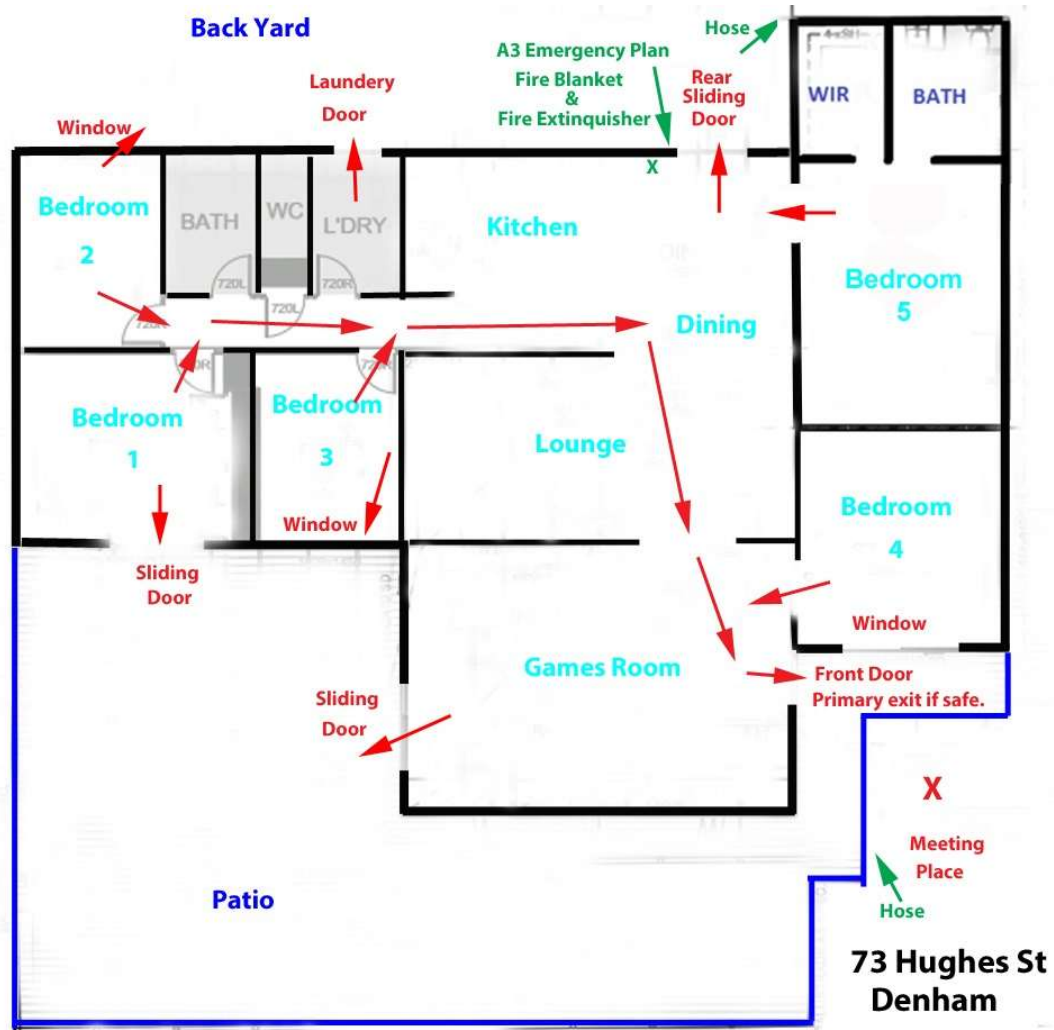 Back Yard
Hose
A3 Emergency Plan
Fire Blanket
&
Fire Extinquisher
Rear
Sliding
Door
Laundery
Door
Window
WIR
BATH
X
Bedroom
2
BATH
WC
L'DRY
Kitchen
720L
720R
720L
Bedroom
5
Dining
Bedroom
1
Bedroom
3
Lounge
Bedroom
4
Window
Sliding
Door
Window
Games Room
Front Door
Primary exit if safe.
Sliding
Door
X
Meeting
Place
Patio
Hose
73 Hughes St
Denham